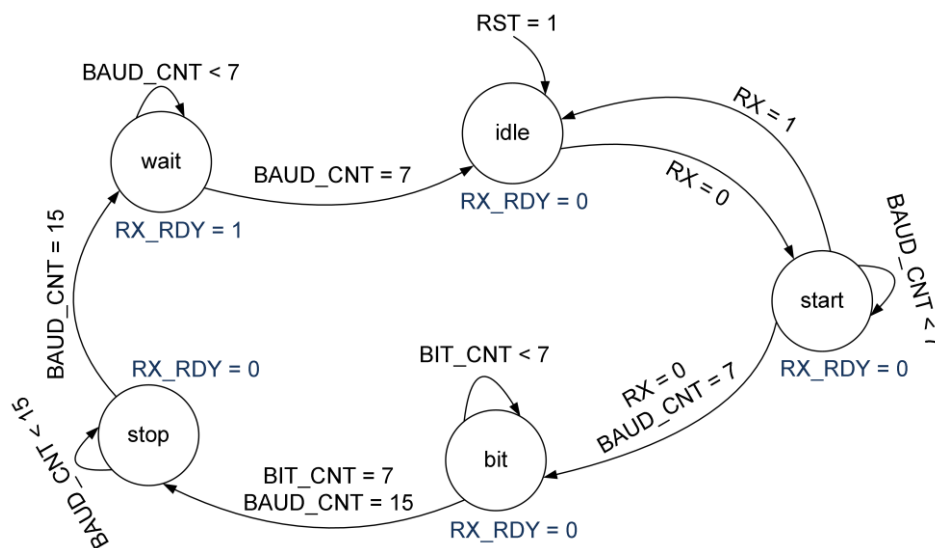 RST = 1
BAUD_CNT < 7
RX = 1
idle
wait
BAUD_CNT = 7
RX = 0
RX_RDY = 0
RX_RDY = 1
BAUD_CNT = 15
BAUD_CNT < 7
start
RX_RDY = 0
BIT_CNT < 7
RX_RDY = 0
RX = 0
BAUD_CNT = 7
BAUD_CNT < 15
stop
bit
BIT_CNT = 7
BAUD_CNT = 15
RX_RDY = 0